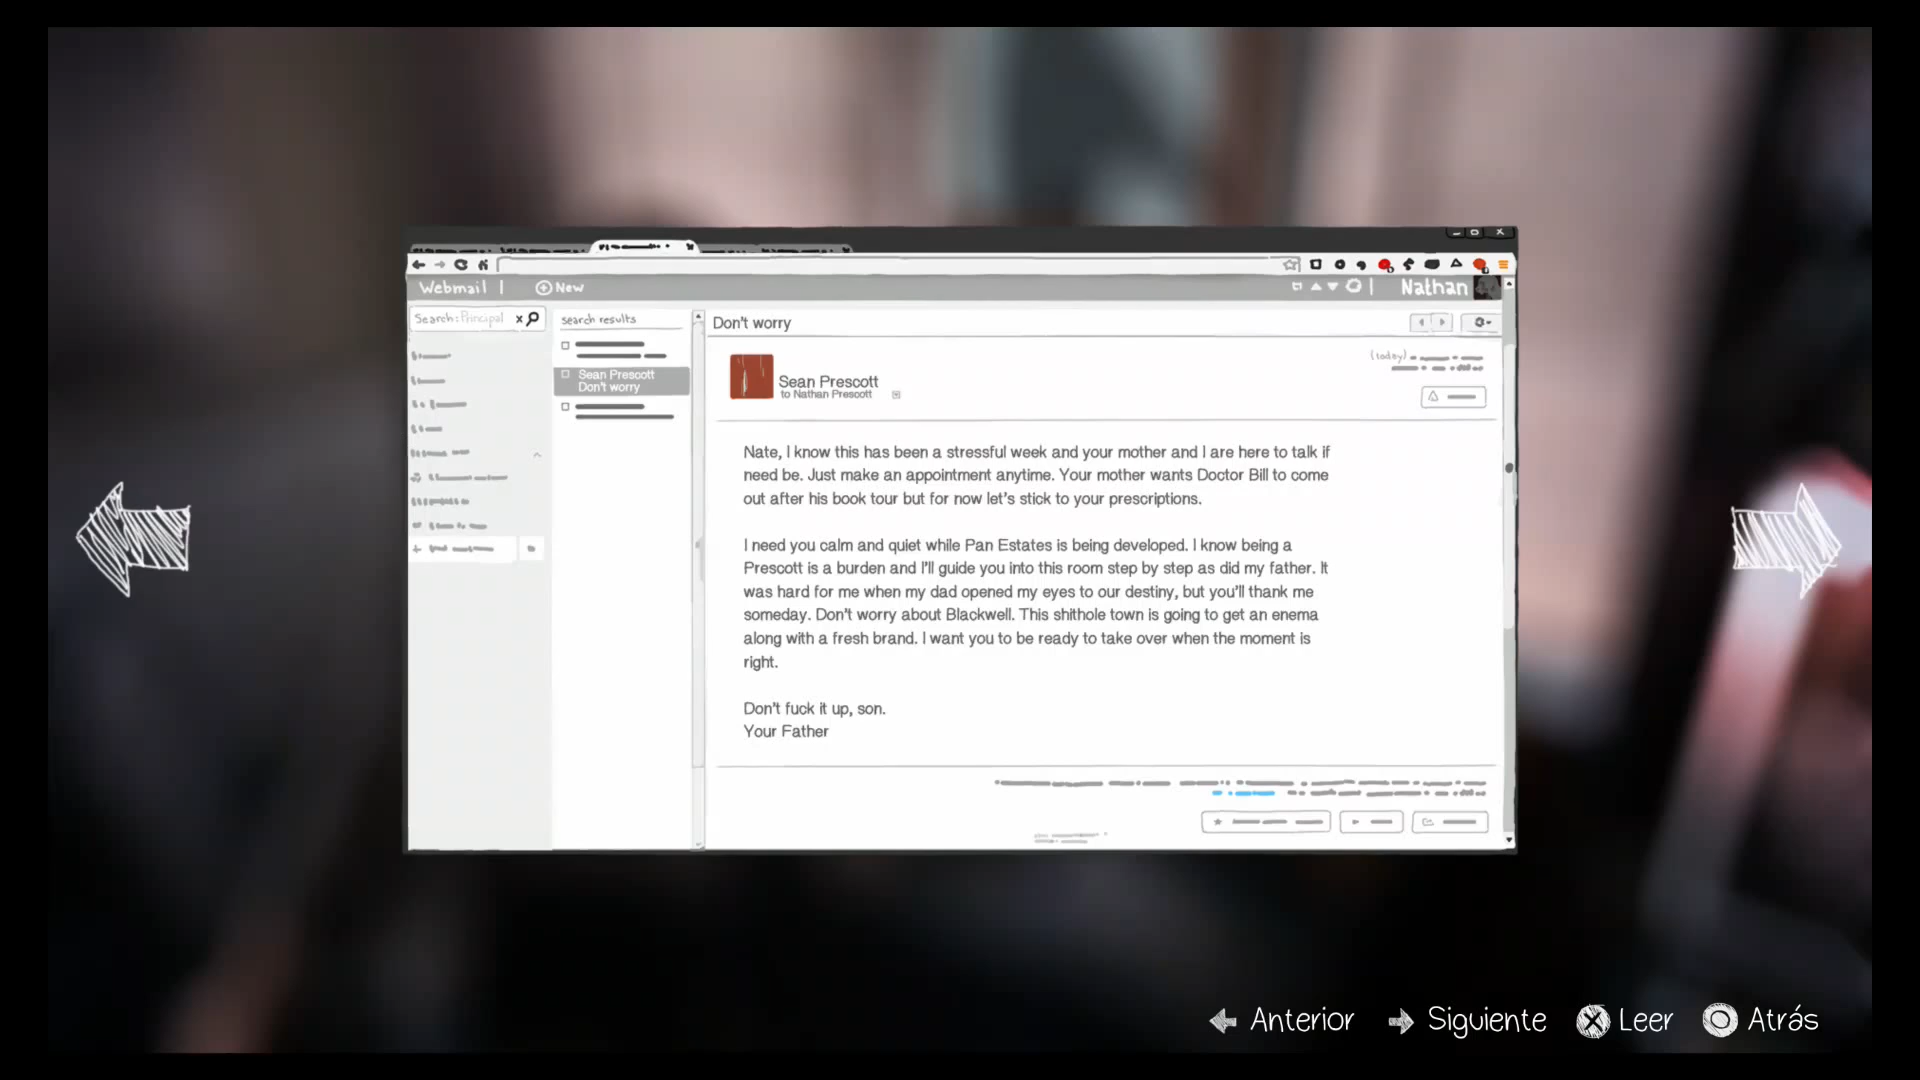 Webmail | New
Nathan
Search: Principal x
search results
Don't worry
(today)
Sean Prescott
Don't worry
Sean Prescott
to Nathan Prescott
Nate, I know this has been a stressful week and your mother and I are here to talk if
need be. Just make an appointment anytime. Your mother wants Doctor Bill to come
out after his book tour but for now let's stick to your prescriptions.
I need you calm and quiet while Pan Estates is being developed. I know being a
Prescott is a burden and I'll guide you into this room step by step as did my father. It
was hard for me when my dad opened my eyes to our destiny, but you'll thank me
someday. Don't worry about Blackwell. This shithole town is going to get an enema
along with a fresh brand. I want you to be ready to take over when the moment is
right.
Don't fuck it up, son.
Your Father
Anterior Siguiente Leer Atrás